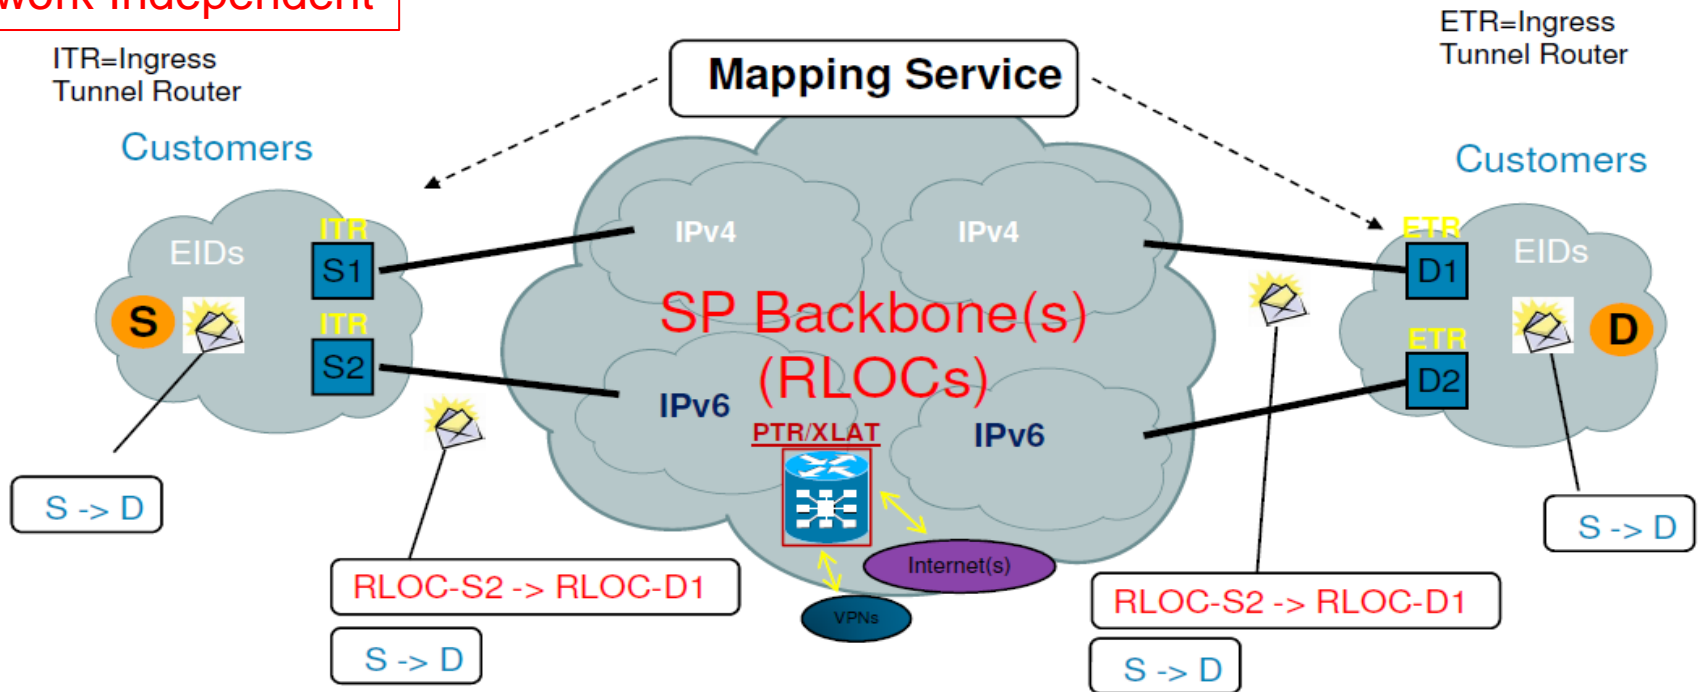 work Independent
ITR=Ingress
Tunnel Router
ETR=Ingress
Tunnel Router
Mapping Service
Customers
Customers
EIDs
ITR
S1
S
ITR
S2
IPv4
IPv4
SP Backbone(s)
(RLOCs)
IPv6
IPv6
PTR/XLAT
Internet(s)
VPNs
ETR
D1
EIDs
D
ETR
D2
S -> D
RLOC-S2 -> RLOC-D1
S -> D
RLOC-S2 -> RLOC-D1
S -> D
S -> D